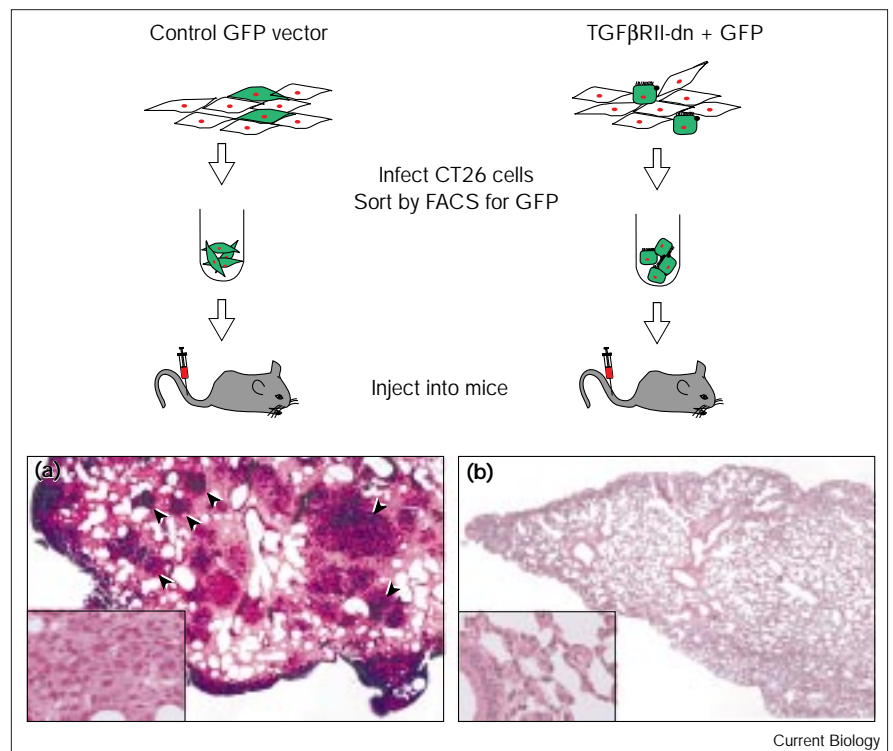 Control GFP vector
TGFβRII-dn + GFP
Infect CT26 cells
Sort by FACS for GFP
Inject into mice
(a)
(b)
Current Biology